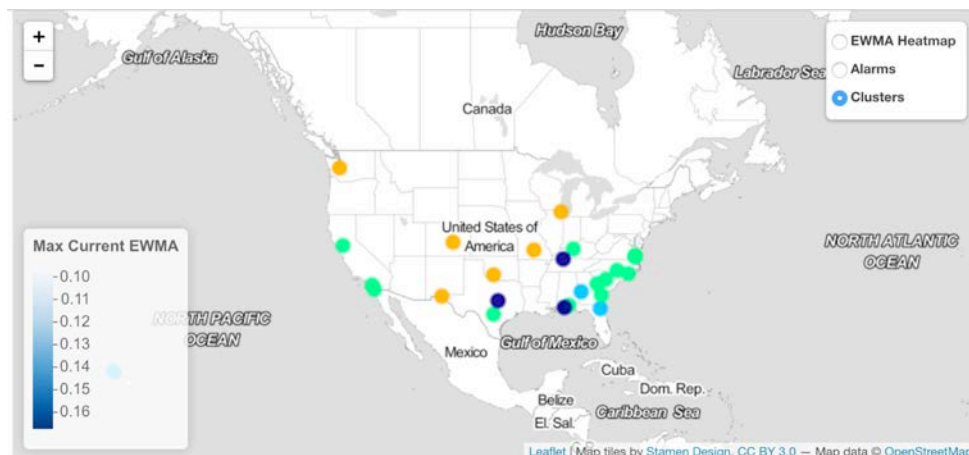 +
−
Gulf of Alaska
Hudson Bay
Labrador Sea
EWMA Heatmap
Alarms
Clusters
Canada
United States of
America
Max Current EWMA
-0.10
-0.11
-0.12
-0.13
-0.14
-0.15
-0.16
NORTH PACIFIC
OCEAN
NORTH ATLANTIC
OCEAN
Mexico
Gulf of Mexico
Cuba
Dom. Rep.
Belize
El. Sal.
Caribbean Sea
Leaflet | Map tiles by Stamen Design, CC BY 3.0 — Map data © OpenStreetMap